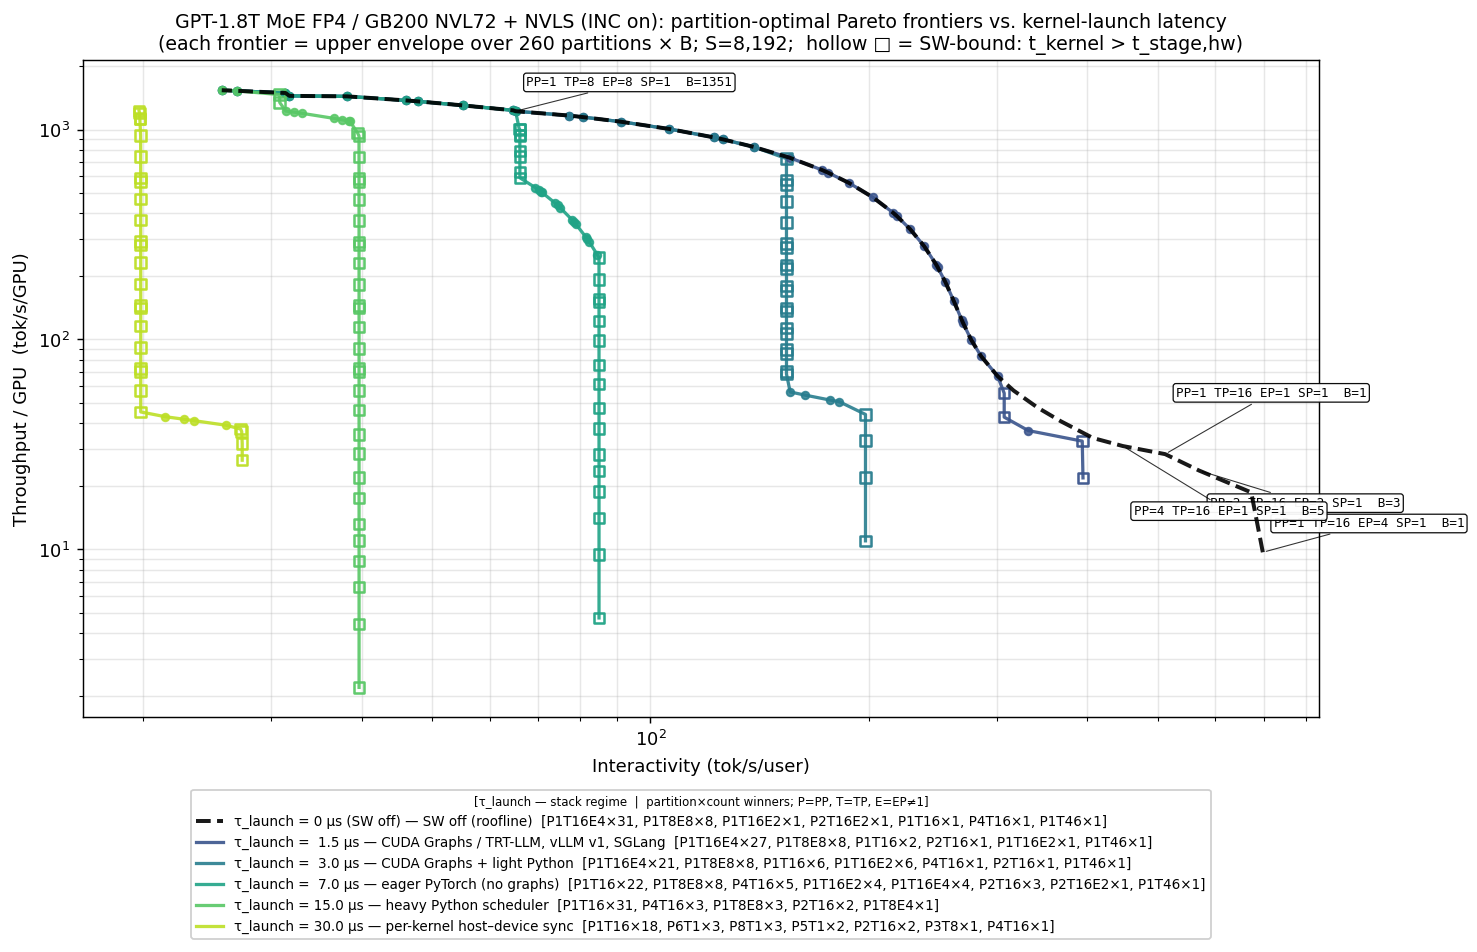 GPT-1.8T MoE FP4 / GB200 NVL72 + NVLS (INC on): partition-optimal Pareto frontiers vs. kernel-launch latency
(each frontier = upper envelope over 260 partitions × B; S=8,192;  hollow □ = SW-bound: t_kernel > t_stage,hw)
PP=1 TP=8 EP=8 SP=1  B=1351
10³
Throughput / GPU  (tok/s/GPU)
10²
PP=1 TP=16 EP=1 SP=1  B=1
SP=1  B=3
PP=4 TP=16 EP=1 SP=1  B=5
PP=1 TP=16 EP=4 SP=1  B=1
10¹
10²
Interactivity (tok/s/user)
[τ_launch — stack regime  |  partition×count winners; P=PP, T=TP, E=EP≠1]
τ_launch = 0 µs (SW off) — SW off (roofline)  [P1T16E4×31, P1T8E8×8, P1T16E2×1, P2T16E2×1, P1T16×1, P4T16×1, P1T46×1]
τ_launch =  1.5 µs — CUDA Graphs / TRT-LLM, vLLM v1, SGLang  [P1T16E4×27, P1T8E8×8, P1T16×2, P2T16×1, P1T16E2×1, P1T46×1]
τ_launch =  3.0 µs — CUDA Graphs + light Python  [P1T16E4×21, P1T8E8×8, P1T16×6, P1T16E2×6, P4T16×1, P2T16×1, P1T46×1]
τ_launch =  7.0 µs — eager PyTorch (no graphs)  [P1T16×22, P1T8E8×8, P4T16×5, P1T16E2×4, P1T16E4×4, P2T16×3, P2T16E2×1, P1T46×1]
τ_launch = 15.0 µs — heavy Python scheduler  [P1T16×31, P4T16×3, P1T8E8×3, P2T16×2, P1T8E4×1]
τ_launch = 30.0 µs — per-kernel host–device sync  [P1T16×18, P6T1×3, P8T1×3, P5T1×2, P2T16×2, P3T8×1, P4T16×1]